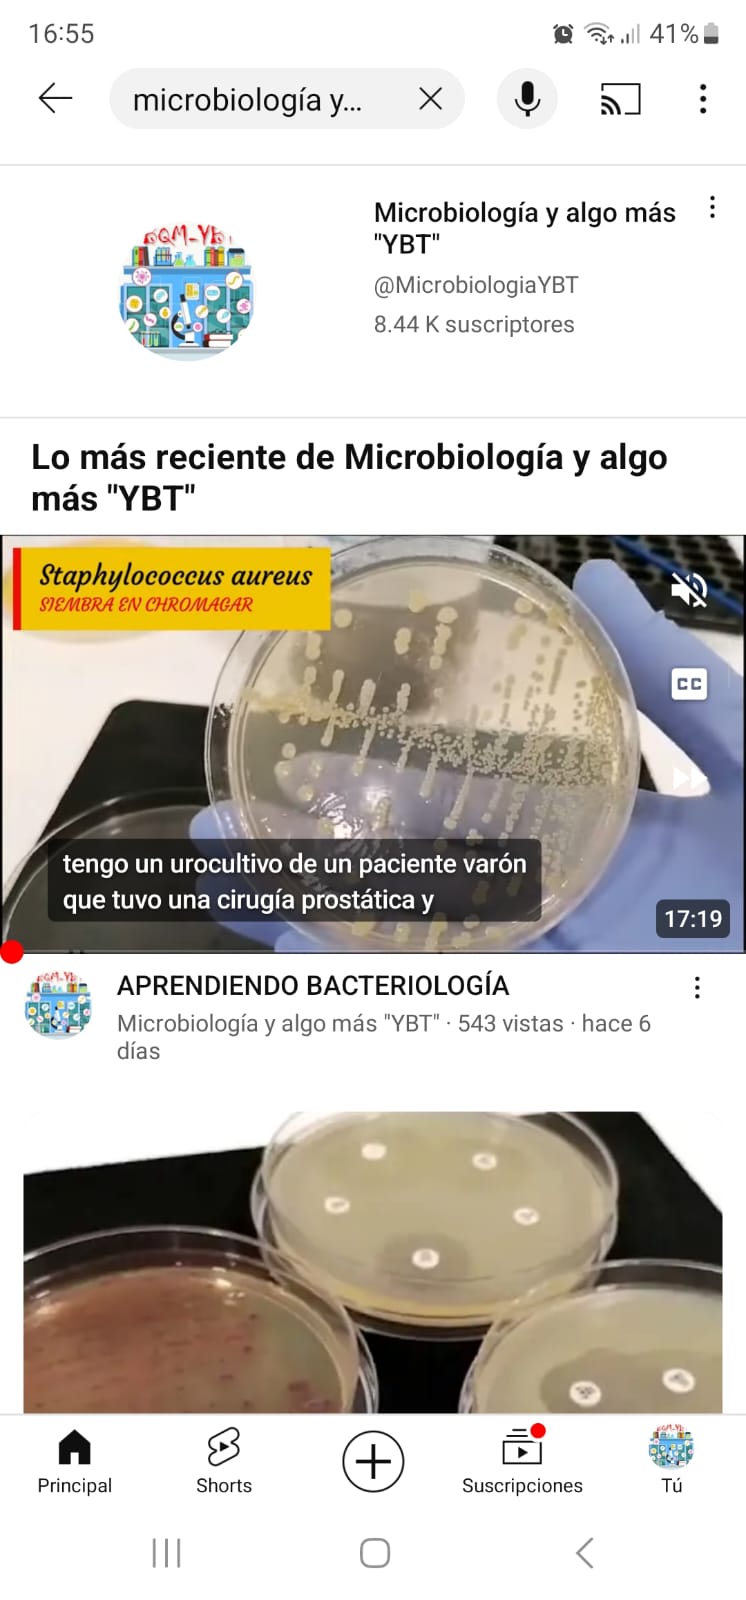 16:55
41%
microbiología y...
EQM-YB
Microbiología y algo más
"YBT"
@MicrobiologiaYBT
8.44 K suscriptores
Lo más reciente de Microbiología y algo
más "YBT"
Staphylococcus aureus
SIEMBRA EN CHROMAGAR
CC
tengo un urocultivo de un paciente varón
que tuvo una cirugía prostática y
17:19
APRENDIENDO BACTERIOLOGÍA
Microbiología y algo más "YBT" · 543 vistas · hace 6
días
Principal
Shorts
Suscripciones
Tú